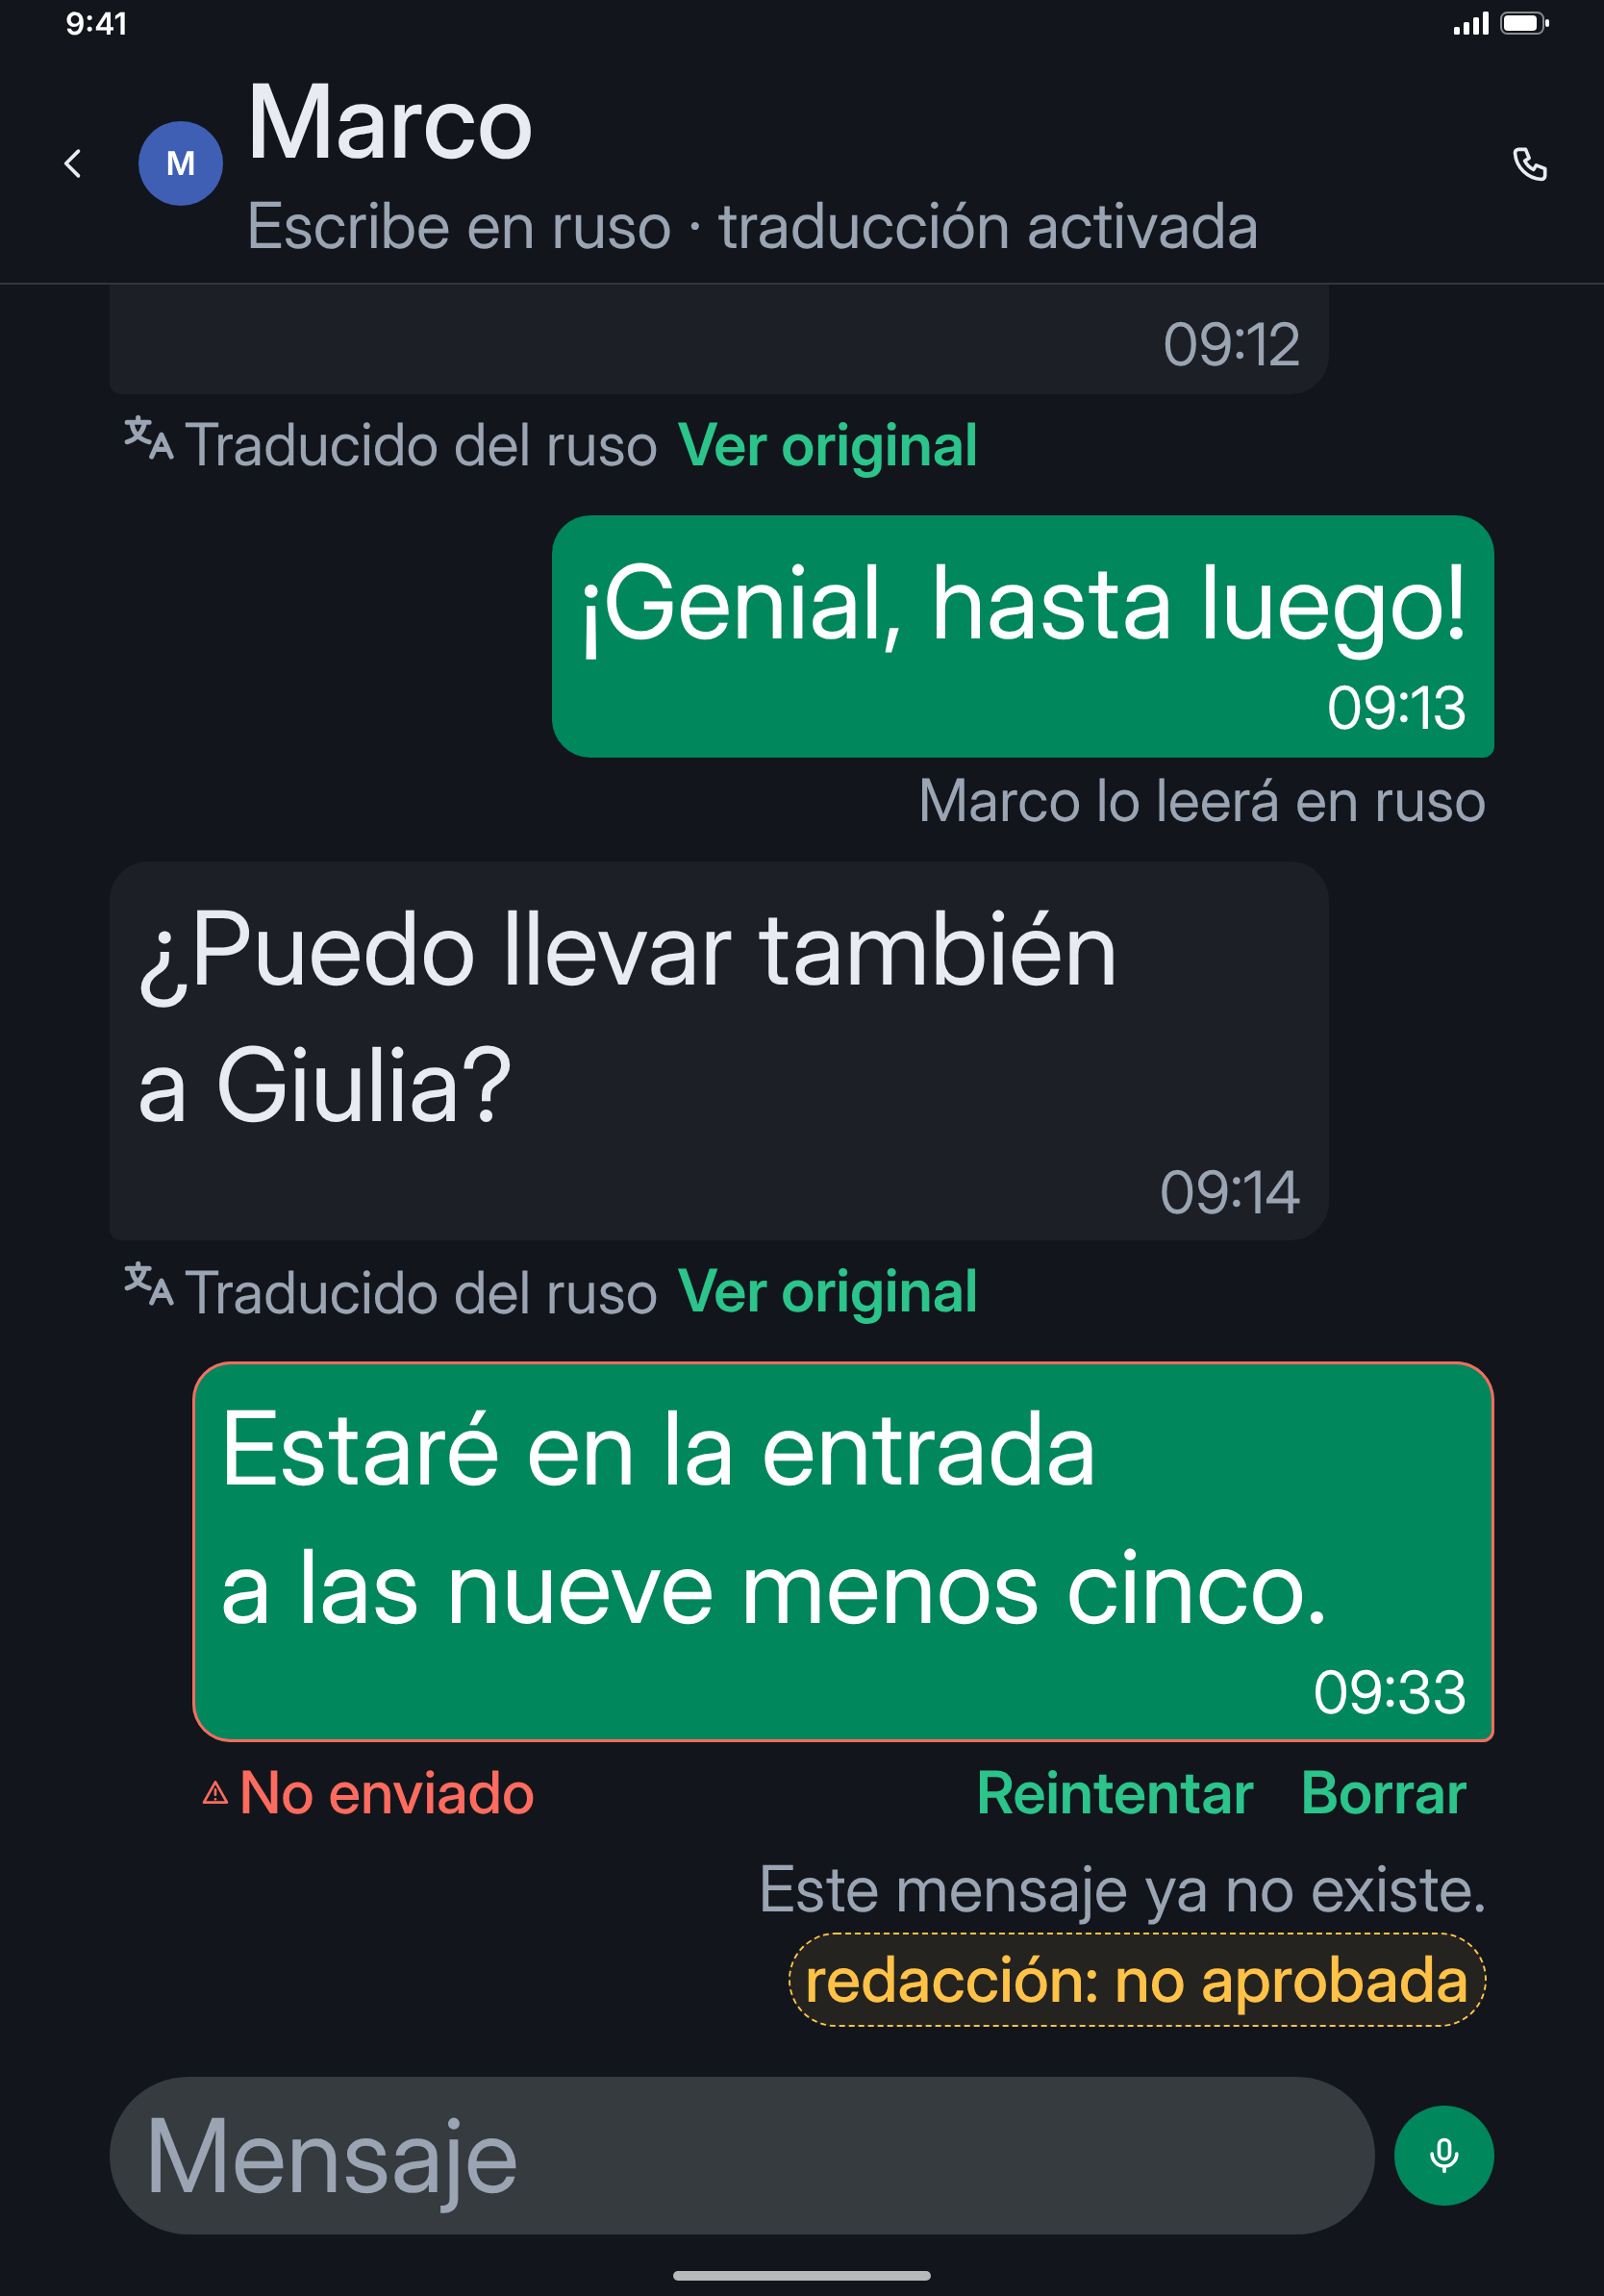 9:41
M
Marco
Escribe en ruso · traducción activada
09:12
Traducido del ruso Ver original
¡Genial, hasta luego!
09:13
Marco lo leerá en ruso
¿Puedo llevar también
a Giulia?
09:14
Traducido del ruso Ver original
Estaré en la entrada
a las nueve menos cinco.
09:33
No enviado Reintentar Borrar
Este mensaje ya no existe.
redacción: no aprobada
Mensaje